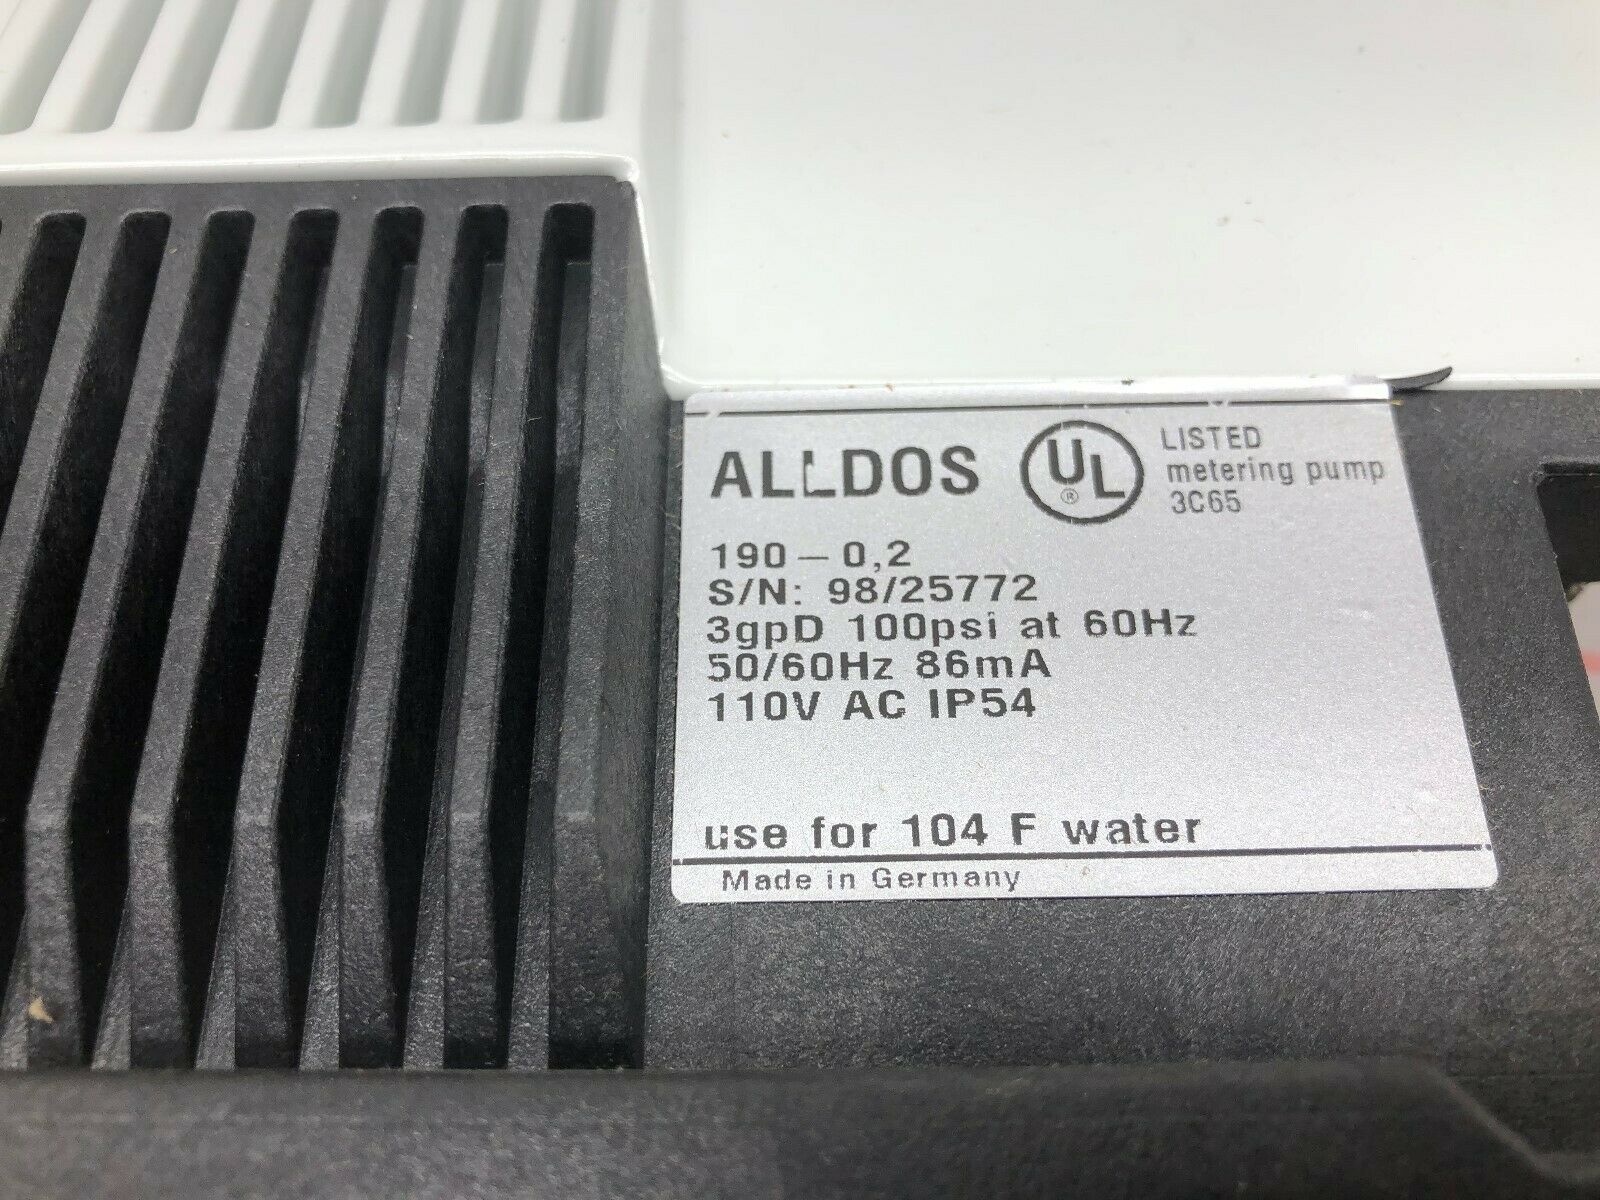 ALLDOS
UL
®
LISTED
metering pump
3C65
190 – 0,2
S/N: 98/25772
3gpD 100psi at 60Hz
50/60Hz 86mA
110V AC IP54
use for 104 F water
Made in Germany